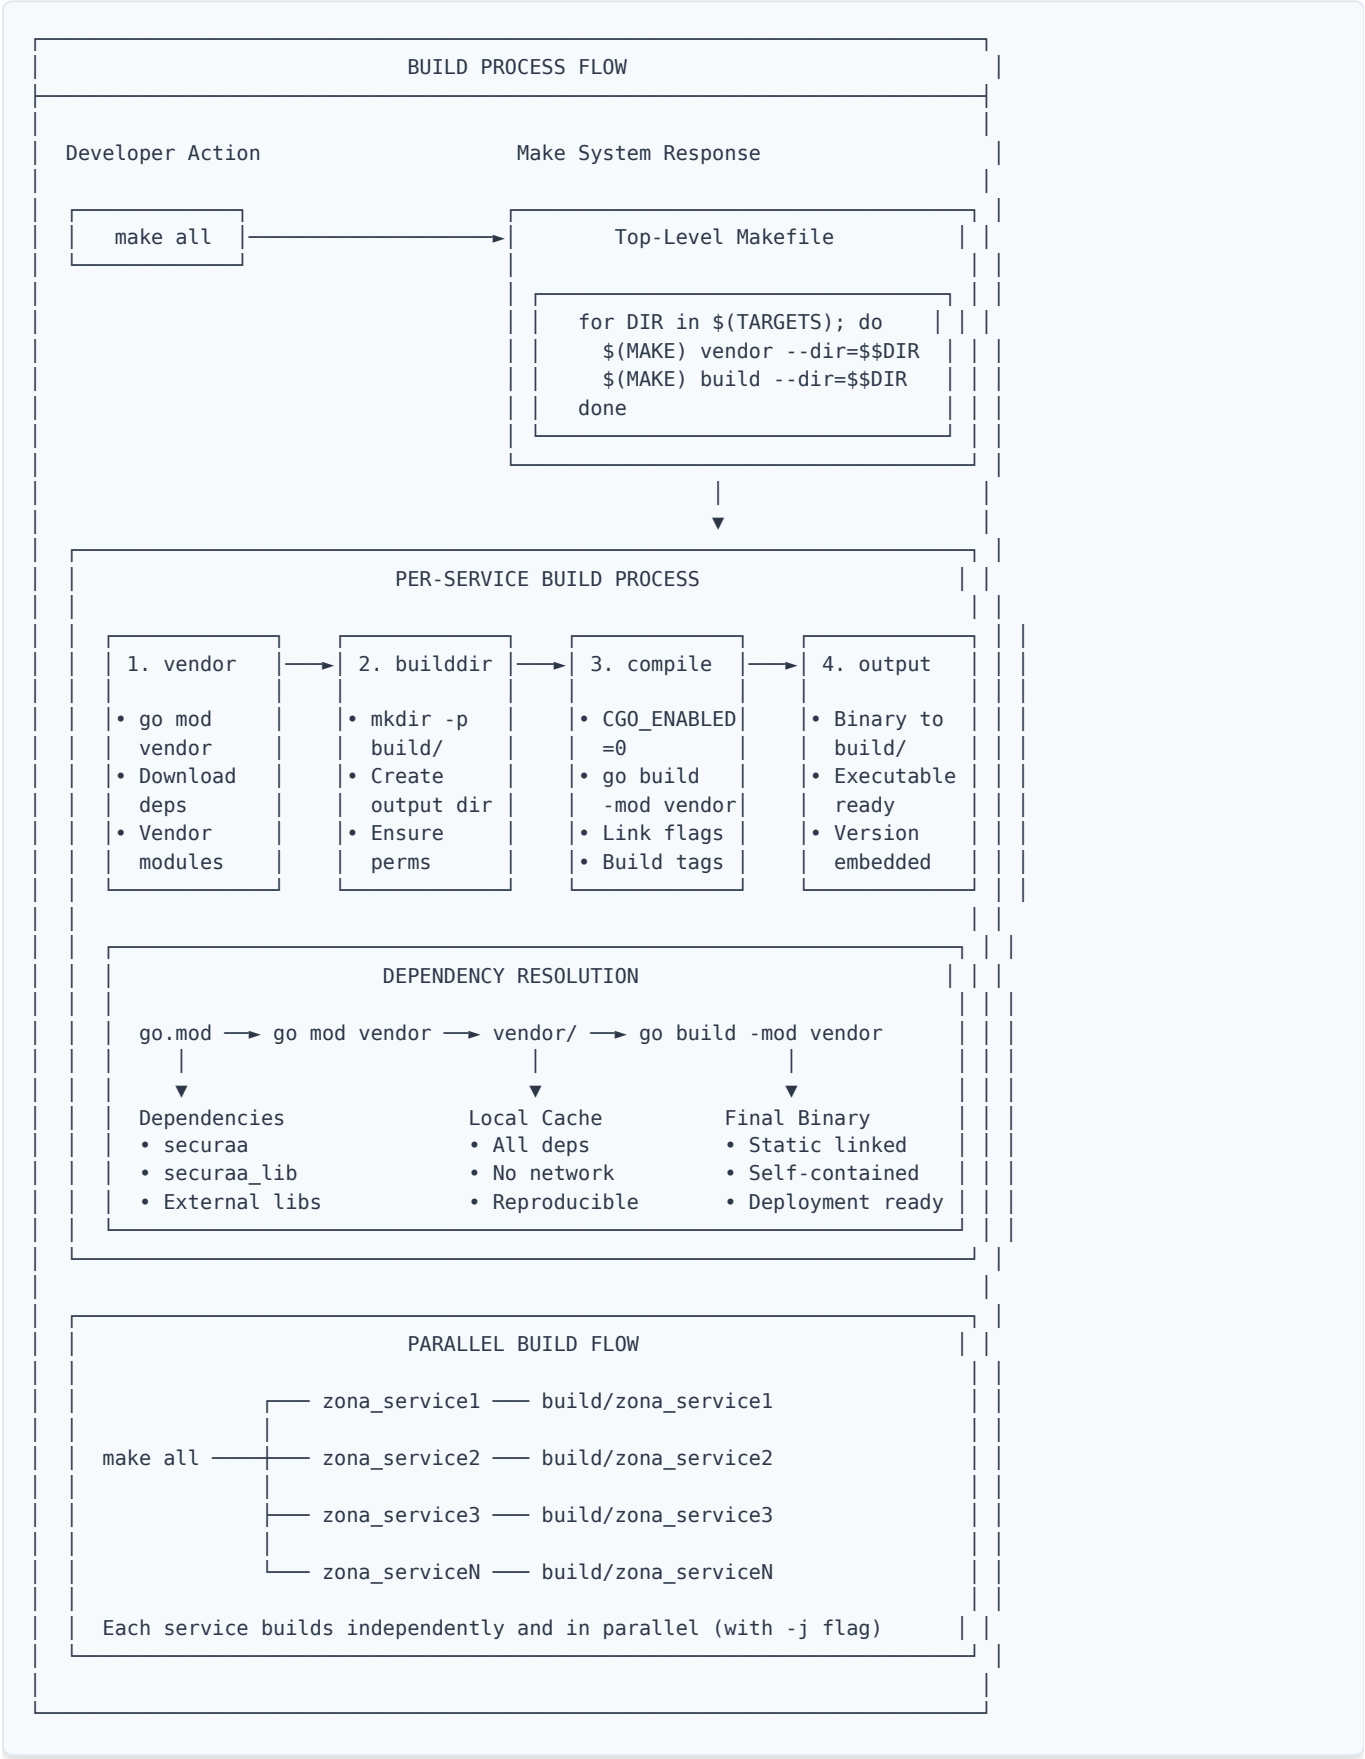 BUILD PROCESS FLOW
Developer Action Make System Response
make all Top-Level Makefile
for DIR in $(TARGETS); do
$(MAKE) vendor --dir=$$DIR
$(MAKE) build --dir=$$DIR
done
PER-SERVICE BUILD PROCESS
1. vendor 2. builddir 3. compile 4. output
• go mod • mkdir -p • CGO_ENABLED • Binary to
vendor build/ =0 build/
• Download • Create • go build • Executable
deps output dir -mod vendor ready
• Vendor • Ensure • Link flags • Version
modules perms • Build tags embedded
DEPENDENCY RESOLUTION
go.mod ──► go mod vendor ──► vendor/ ──► go build -mod vendor
Dependencies Local Cache Final Binary
• securaa • All deps • Static linked
• securaa_lib • No network • Self-contained
• External libs • Reproducible • Deployment ready
PARALLEL BUILD FLOW
zona_service1 ─── build/zona_service1
make all zona_service2 ─── build/zona_service2
zona_service3 ─── build/zona_service3
zona_serviceN ─── build/zona_serviceN
Each service builds independently and in parallel (with -j flag)